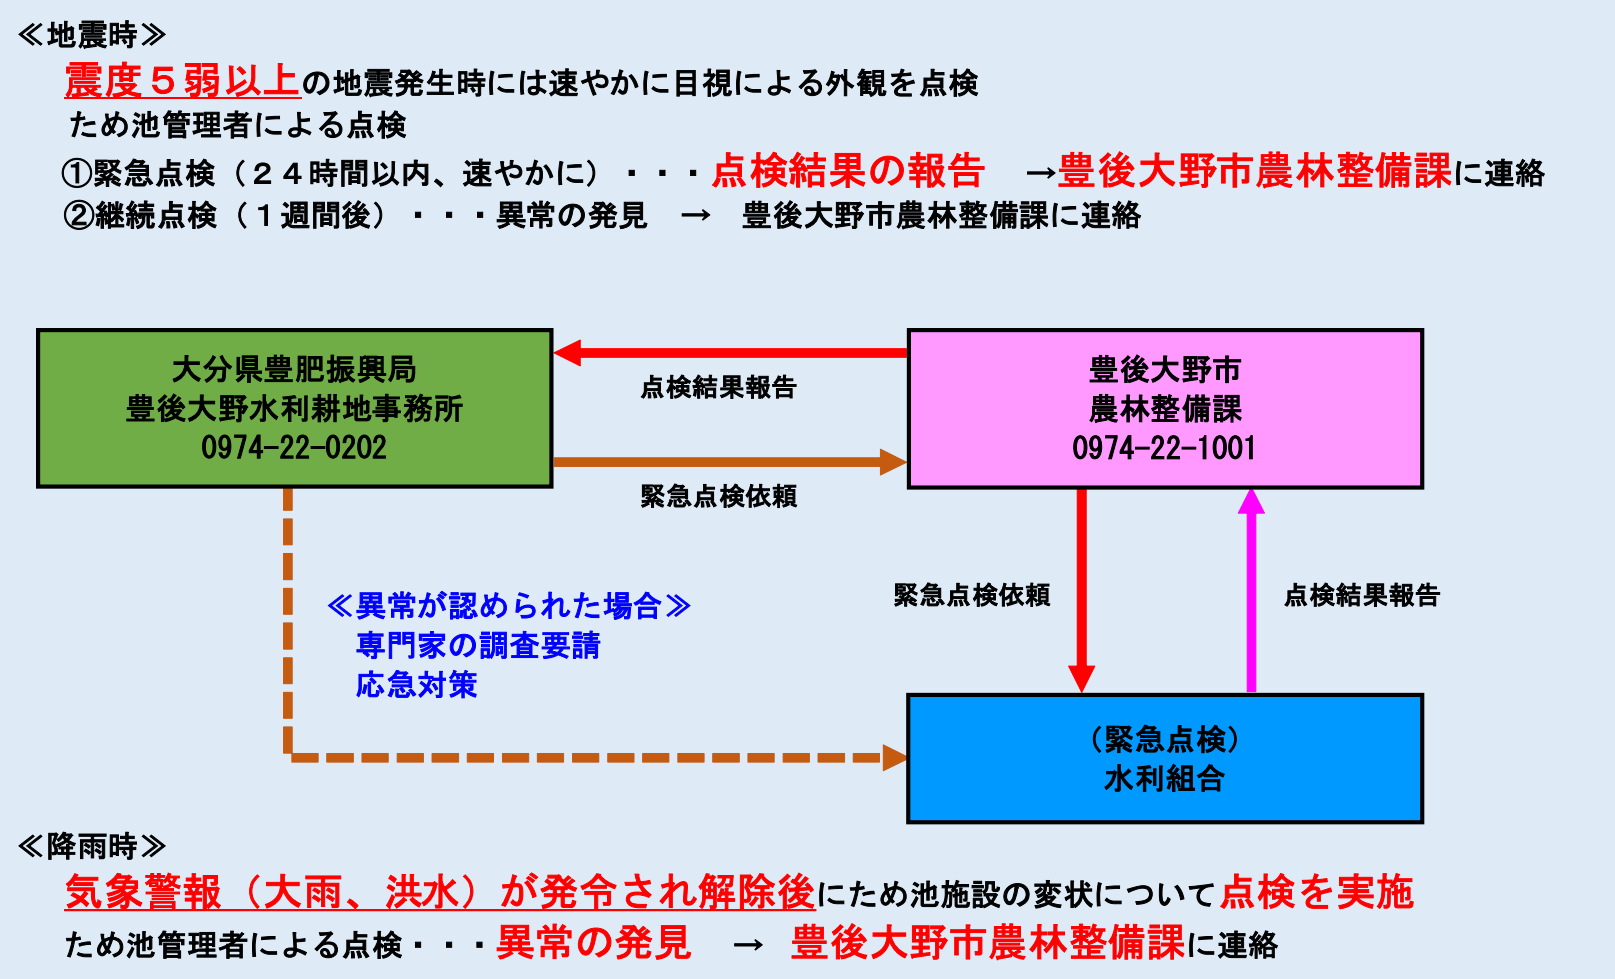 ≪地震時≫
震度５弱以上の地震発生時には速やかに目視による外観を点検
ため池管理者による点検
①緊急点検（２４時間以内、速やかに）・・・点検結果の報告　→豊後大野市農林整備課に連絡
②継続点検（１週間後）・・・異常の発見　→　豊後大野市農林整備課に連絡
大分県豊肥振興局
豊後大野水利耕地事務所
0974-22-0202
点検結果報告
緊急点検依頼
豊後大野市
農林整備課
0974-22-1001
≪異常が認められた場合≫
専門家の調査要請
応急対策
緊急点検依頼
点検結果報告
（緊急点検）
水利組合
≪降雨時≫
気象警報（大雨、洪水）が発令され解除後にため池施設の変状について点検を実施
ため池管理者による点検・・・異常の発見　→　豊後大野市農林整備課に連絡